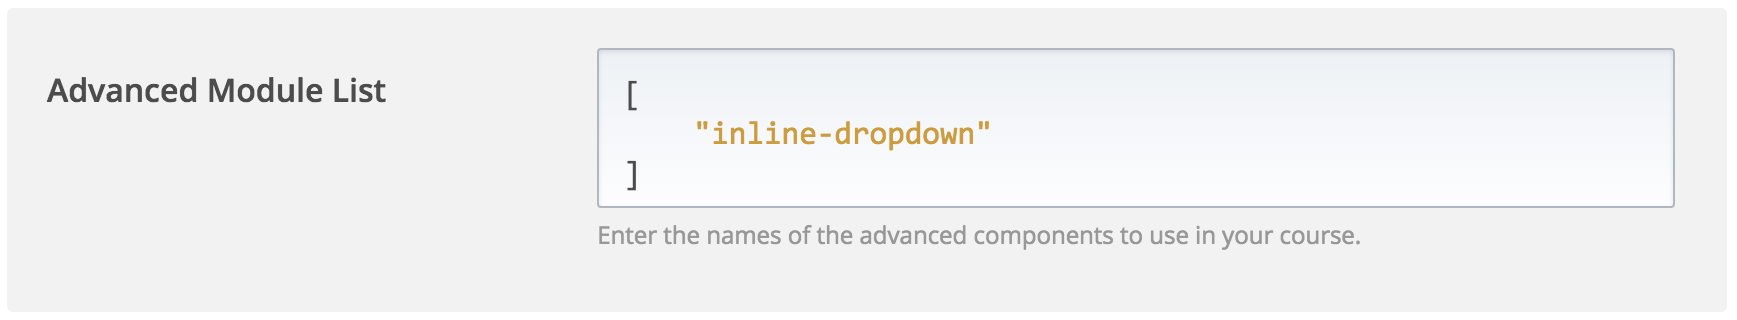 Advanced Module List
[
"inline-dropdown"
]
Enter the names of the advanced components to use in your course.